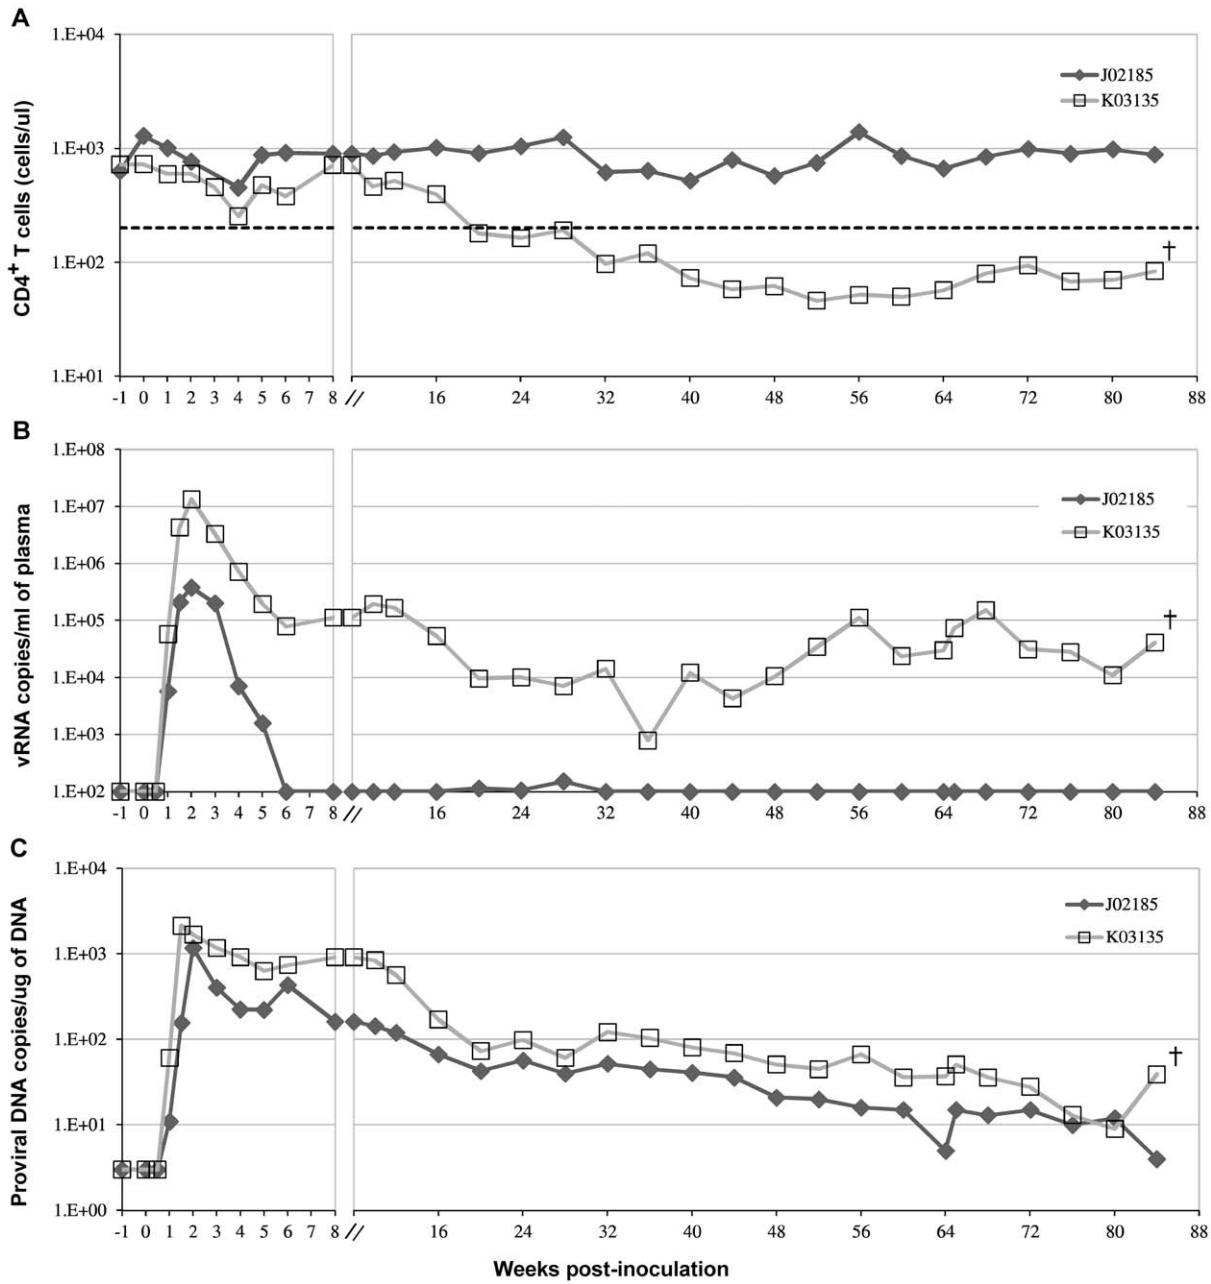 A
1.E+04
1.E+03
1.E+02
1.E+01
CD4+ T cells (cells/ul)
J02185
K03135
†
-1 0 1 2 3 4 5 6 7 8 // 16 24 32 40 48 56 64 72 80 88
B
1.E+08
1.E+07
1.E+06
1.E+05
1.E+04
1.E+03
1.E+02
vRNA copies/ml of plasma
J02185
K03135
†
-1 0 1 2 3 4 5 6 7 8 // 16 24 32 40 48 56 64 72 80 88
C
1.E+04
1.E+03
1.E+02
1.E+01
1.E+00
Proviral DNA copies/ug of DNA
J02185
K03135
†
-1 0 1 2 3 4 5 6 7 8 // 16 24 32 40 48 56 64 72 80 88
Weeks post-inoculation